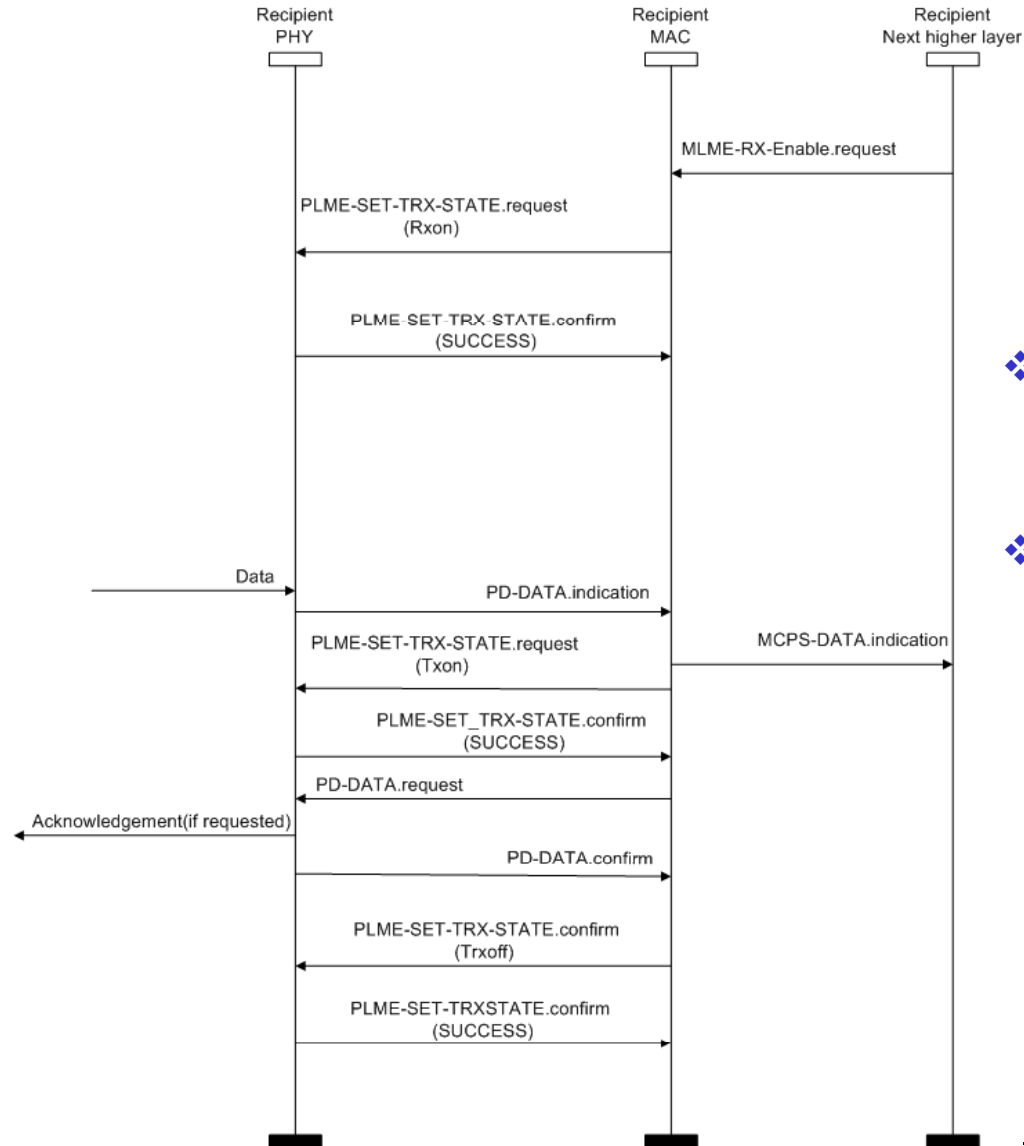 Recipient
PHY
Recipient
MAC
Recipient
Next higher layer
MLME-RX-Enable.request
PLME-SET-TRX-STATE.request
(Rxon)
PLME-SET-TRX-STATE.confirm
(SUCCESS)
Data
PD-DATA.indication
PLME-SET-TRX-STATE.request
(Txon)
MCPS-DATA.indication
PLME-SET_TRX-STATE.confirm
(SUCCESS)
PD-DATA.request
Acknowledgement(if requested)
PD-DATA.confirm
PLME-SET-TRX-STATE.confirm
(Trxoff)
PLME-SET-TRXSTATE.confirm
(SUCCESS)